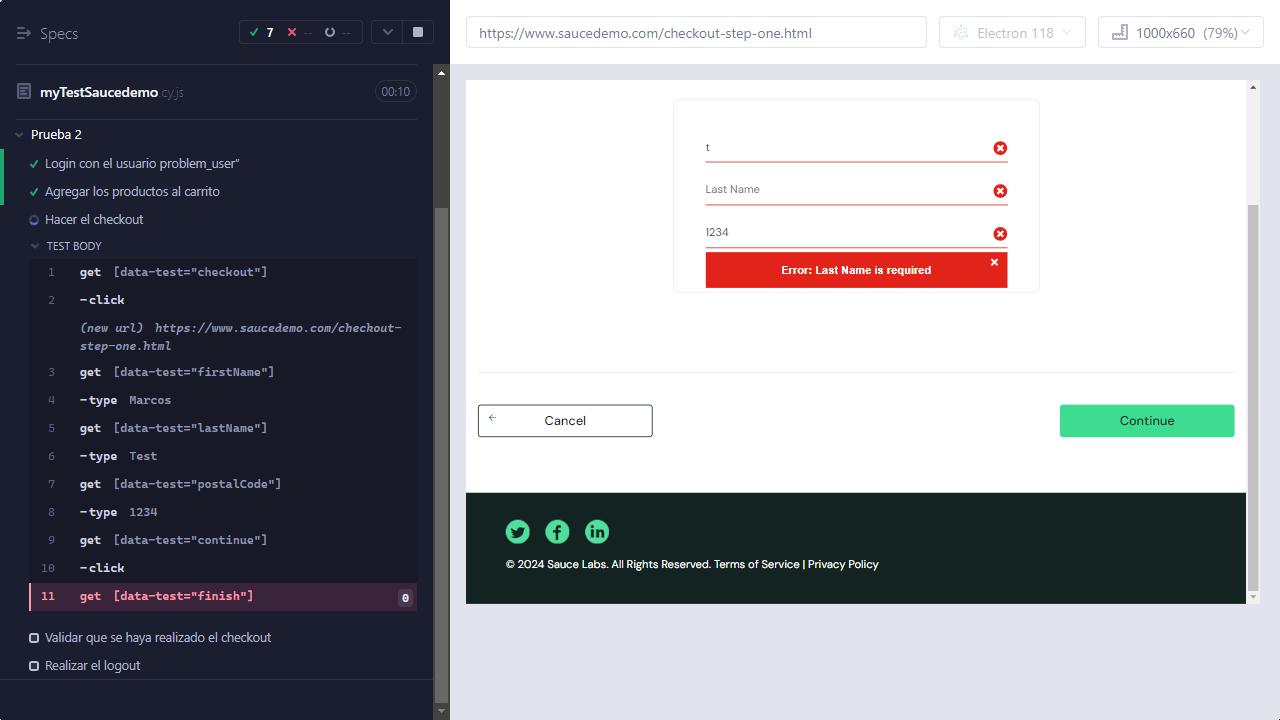 Specs
7 -- --
myTestSaucedemo.cy.js
00:10
Prueba 2
Login con el usuario problem_user"
Agregar los productos al carrito
Hacer el checkout
TEST BODY
1 get [data-test="checkout"]
2 -click
(new url) https://www.saucedemo.com/checkout-
step-one.html
3 get [data-test="firstName"]
4 -type Marcos
5 get [data-test="lastName"]
6 -type Test
7 get [data-test="postalCode"]
8 -type 1234
9 get [data-test="continue"]
10 -click
11 get [data-test="finish"] 0
Validar que se haya realizado el checkout
Realizar el logout
https://www.saucedemo.com/checkout-step-one.html
Electron 118
1000x660 (79%)
t
Last Name
1234
Error: Last Name is required
Cancel
Continue
© 2024 Sauce Labs. All Rights Reserved. Terms of Service | Privacy Policy